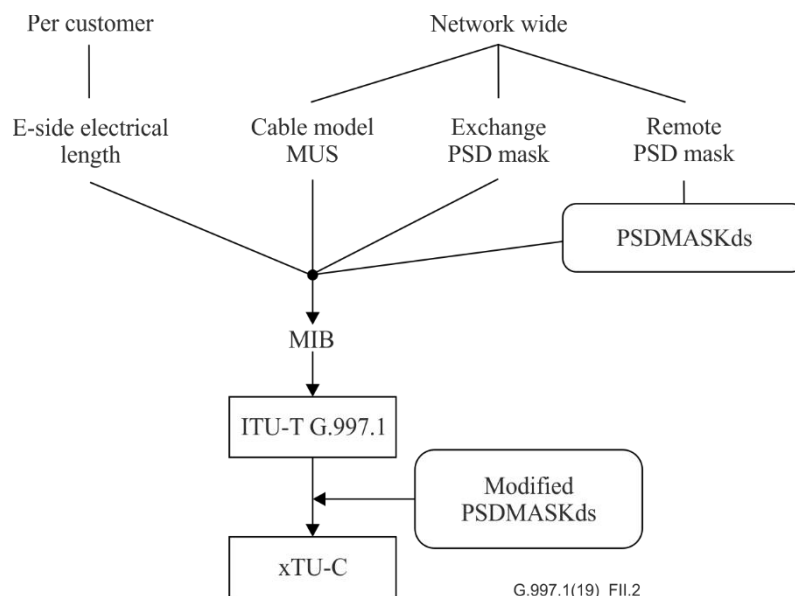 Per customer
Network wide
E-side electrical
length
Cable model
MUS
Exchange
PSD mask
Remote
PSD mask
PSDMASKds
MIB
ITU-T G.997.1
Modified
PSDMASKds
xTU-C
G.997.1(19)_FII.2